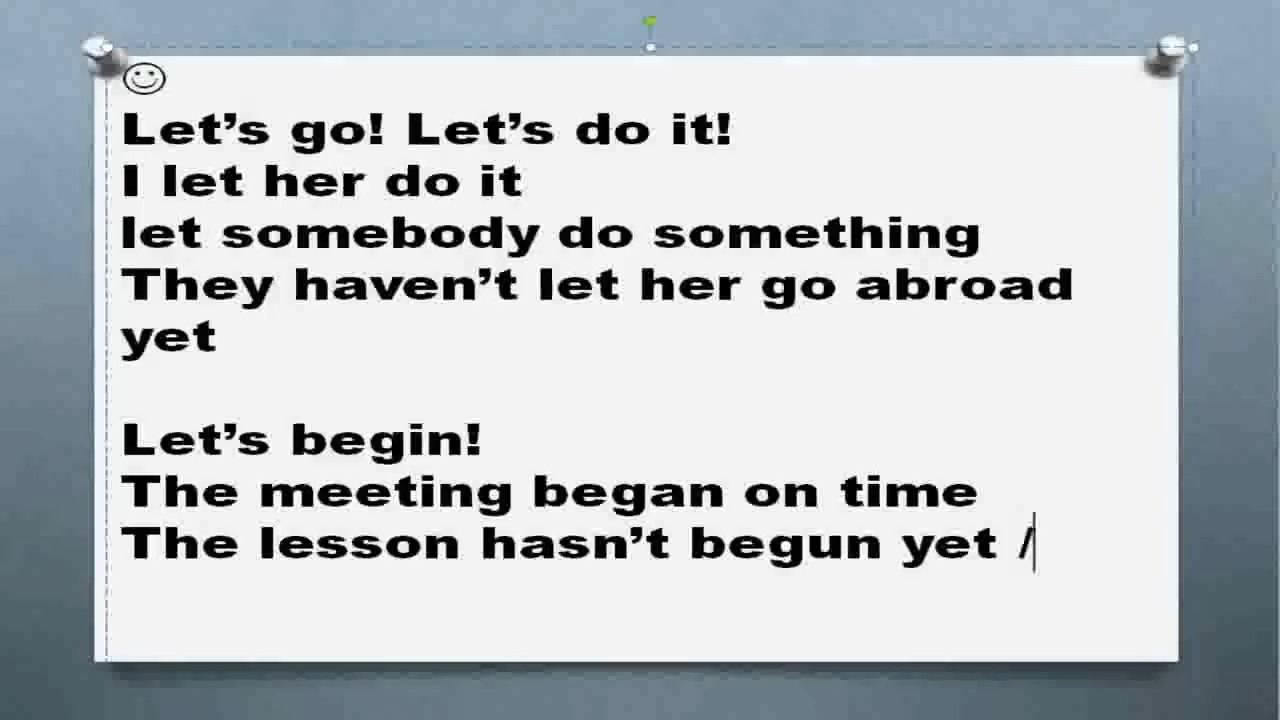 Let’s go! Let’s do it!
I let her do it
let somebody do something
They haven’t let her go abroad
yet
Let’s begin!
The meeting began on time
The lesson hasn’t begun yet /